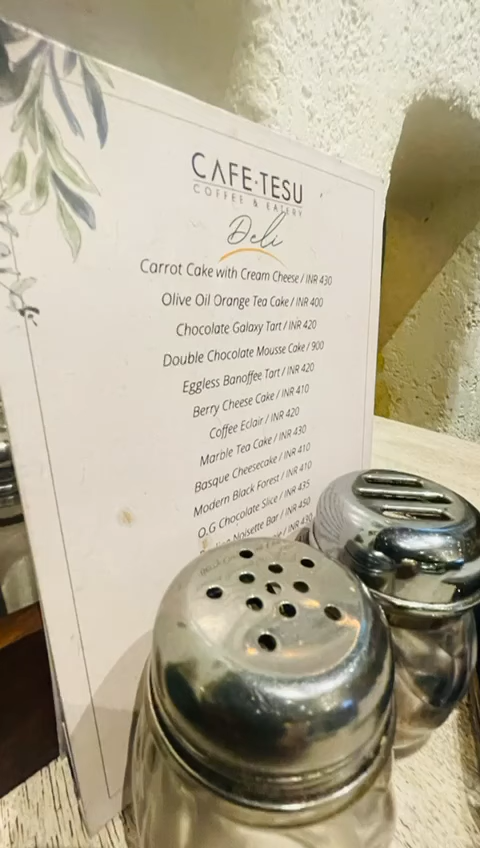 CAFE·TESU
COFFEE & EATERY
Deli
Carrot Cake with Cream Cheese / INR 430
Olive Oil Orange Tea Cake / INR 400
Chocolate Galaxy Tart / INR 420
Double Chocolate Mousse Cake / 900
Eggless Banoffee Tart / INR 420
Berry Cheese Cake / INR 410
Coffee Eclair / INR 420
Marble Tea Cake / INR 430
Basque Cheesecake / INR 410
Modern Black Forest / INR 410
O.G Chocolate Slice / INR 435
Noisette Bar / INR 450
/ INR 430